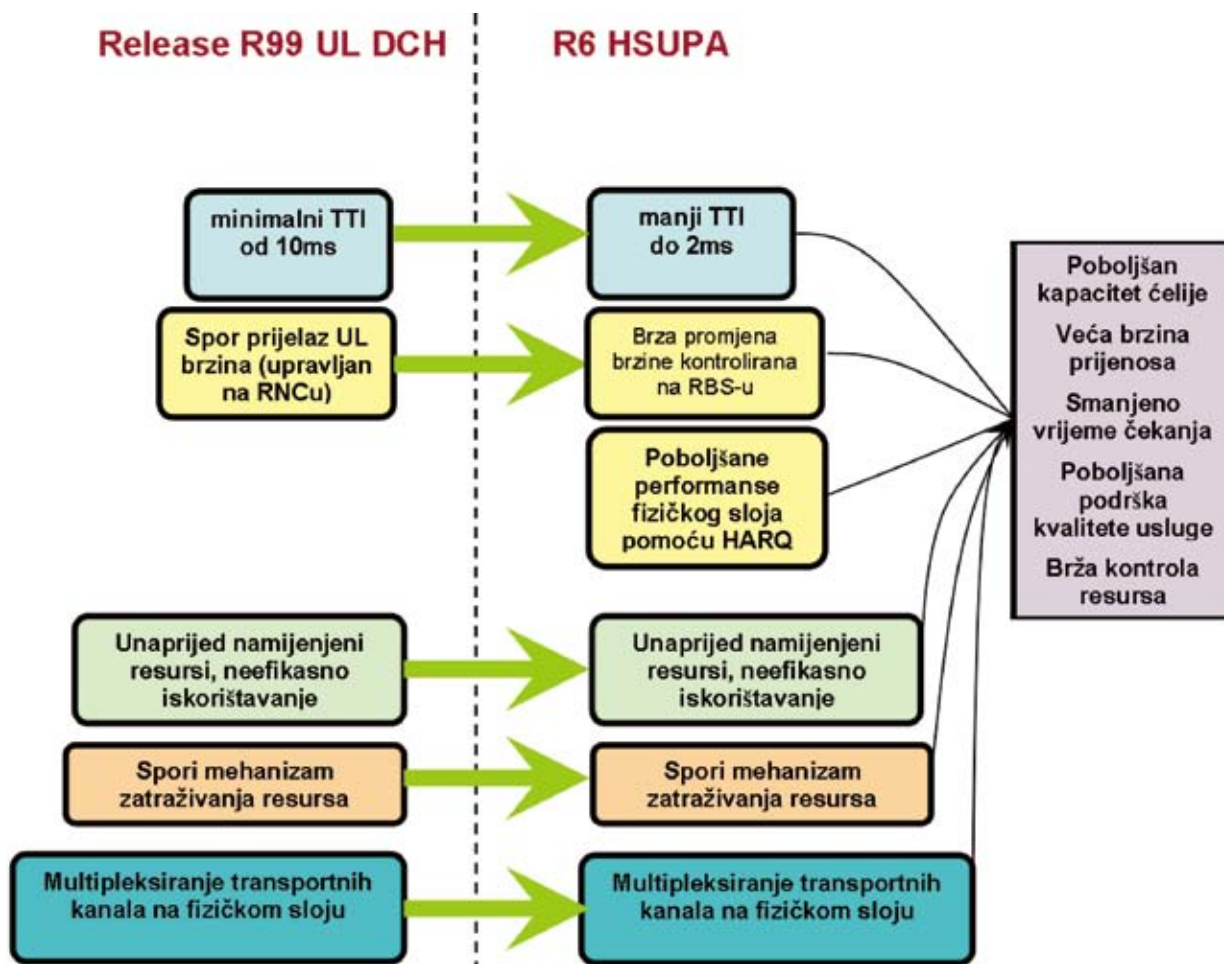 Release R99 UL DCH
R6 HSUPA
minimalni TTI
od 10ms
manji TTI
do 2ms
Spor prijelaz UL
brzina (upravljan
na RNCu)
Brza promjena
brzine kontrolirana
na RBS-u
Poboljšane
performanse
fizičkog sloja
pomoću HARQ
Unaprijed namijenjeni
resursi, neefikasno
iskorištavanje
Unaprijed namijenjeni
resursi, neefikasno
iskorištavanje
Spori mehanizam
zatraživanja resursa
Spori mehanizam
zatraživanja resursa
Multipleksiranje transportnih
kanala na fizičkom sloju
Multipleksiranje transportnih
kanala na fizičkom sloju
Poboljšan
kapacitet ćelije
Veća brzina
prijenosa
Smanjeno
vrijeme čekanja
Poboljšana
podrška
kvalitete usluge
Brža kontrola
resursa